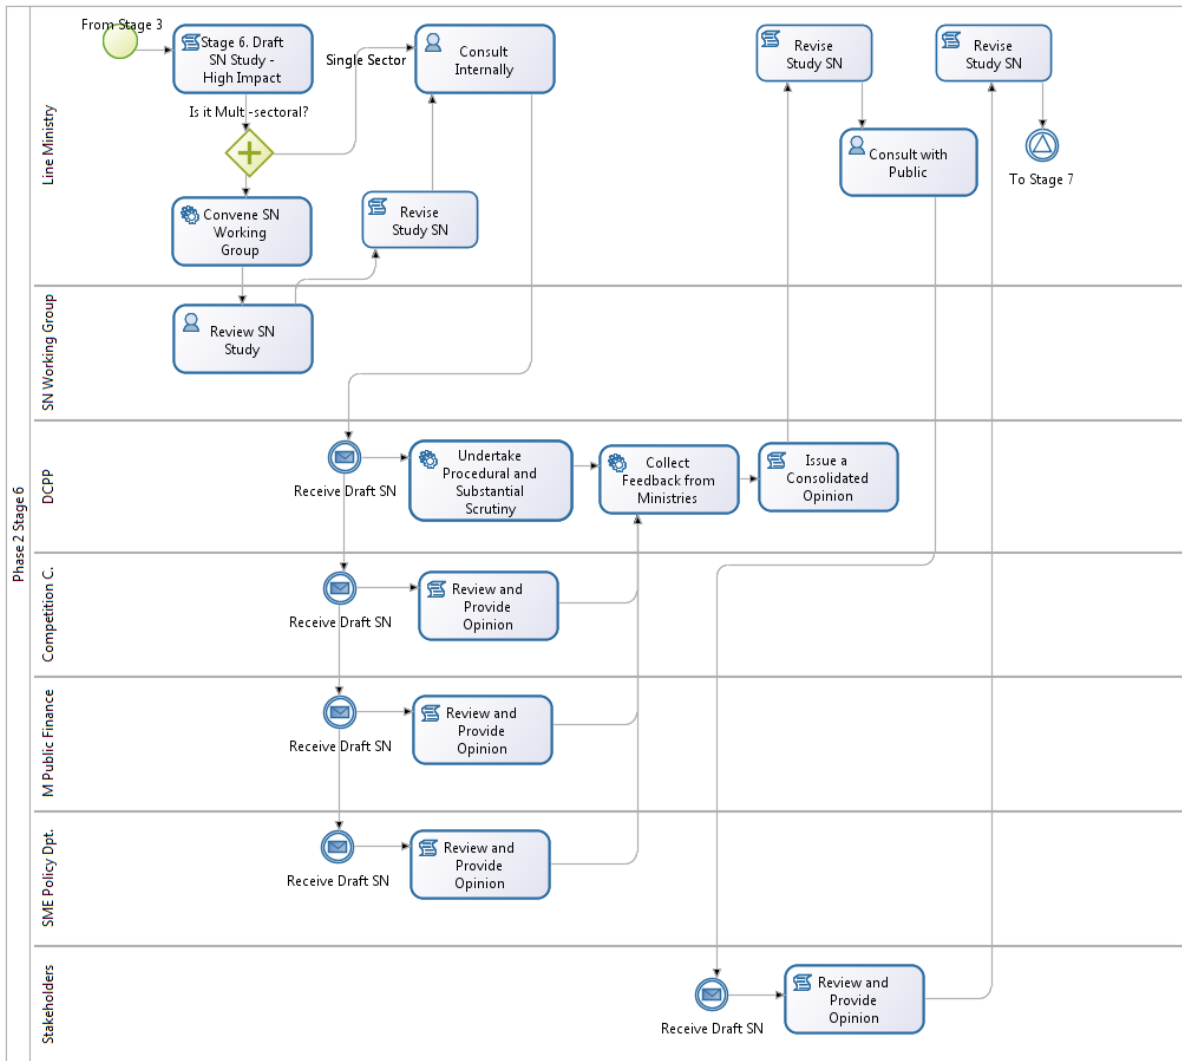 Phase 2 Stage 6
Line Ministry
From Stage 3
Stage 6. Draft
SN Study -
High Impact
Is it Mult -sectoral?
Single Sector
Consult
Internally
Convene SN
Working
Group
Revise
Study SN
Revise
Study SN
Consult with
Public
Revise
Study SN
To Stage 7
SN Working Group
Review SN
Study
DCPP
Receive Draft SN
Undertake
Procedural and
Substantial
Scrutiny
Collect
Feedback from
Ministries
Issue a
Consolidated
Opinion
Competition C.
Receive Draft SN
Review and
Provide
Opinion
M Public Finance
Receive Draft SN
Review and
Provide
Opinion
SME Policy Dpt.
Receive Draft SN
Review and
Provide
Opinion
Stakeholders
Receive Draft SN
Review and
Provide
Opinion